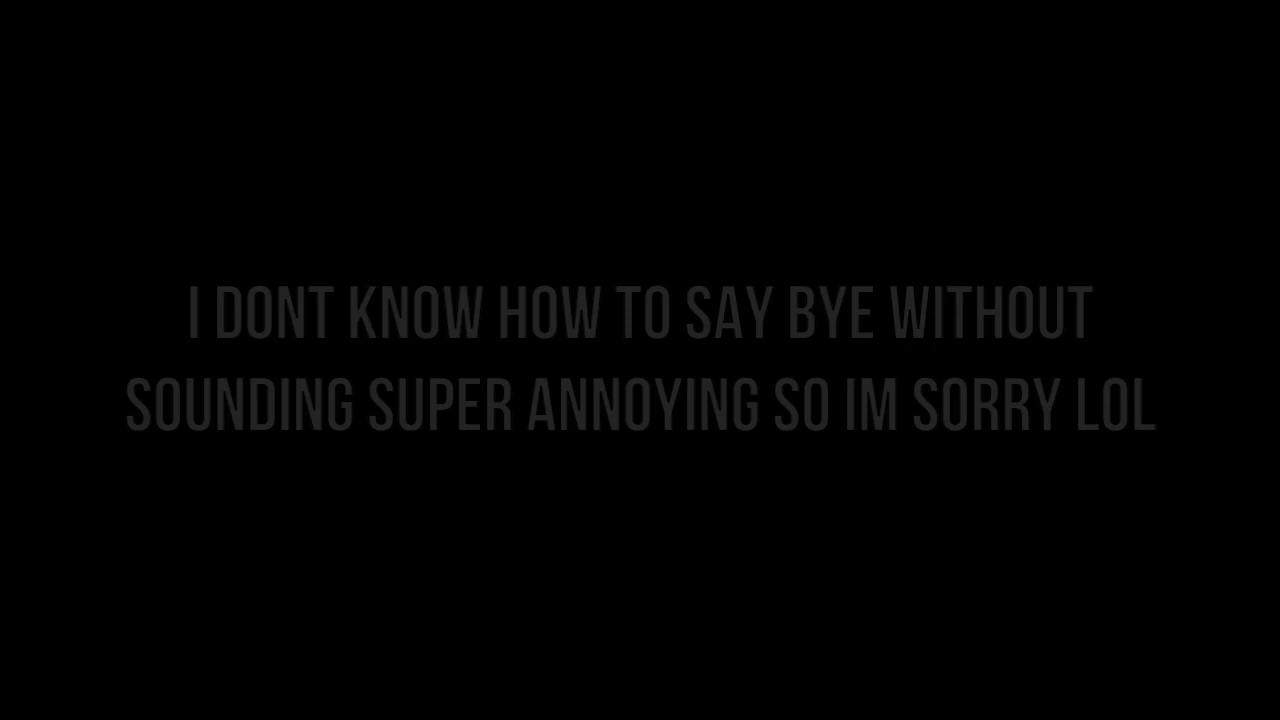 I DONT KNOW HOW TO SAY BYE WITHOUT
SOUNDING SUPER ANNOYING SO IM SORRY LOL